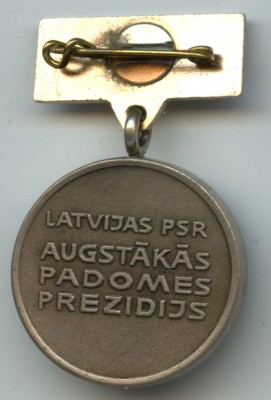 LATVIJAS PSR
AUGSTĀKĀS
PADOMES
PREZIDIJS